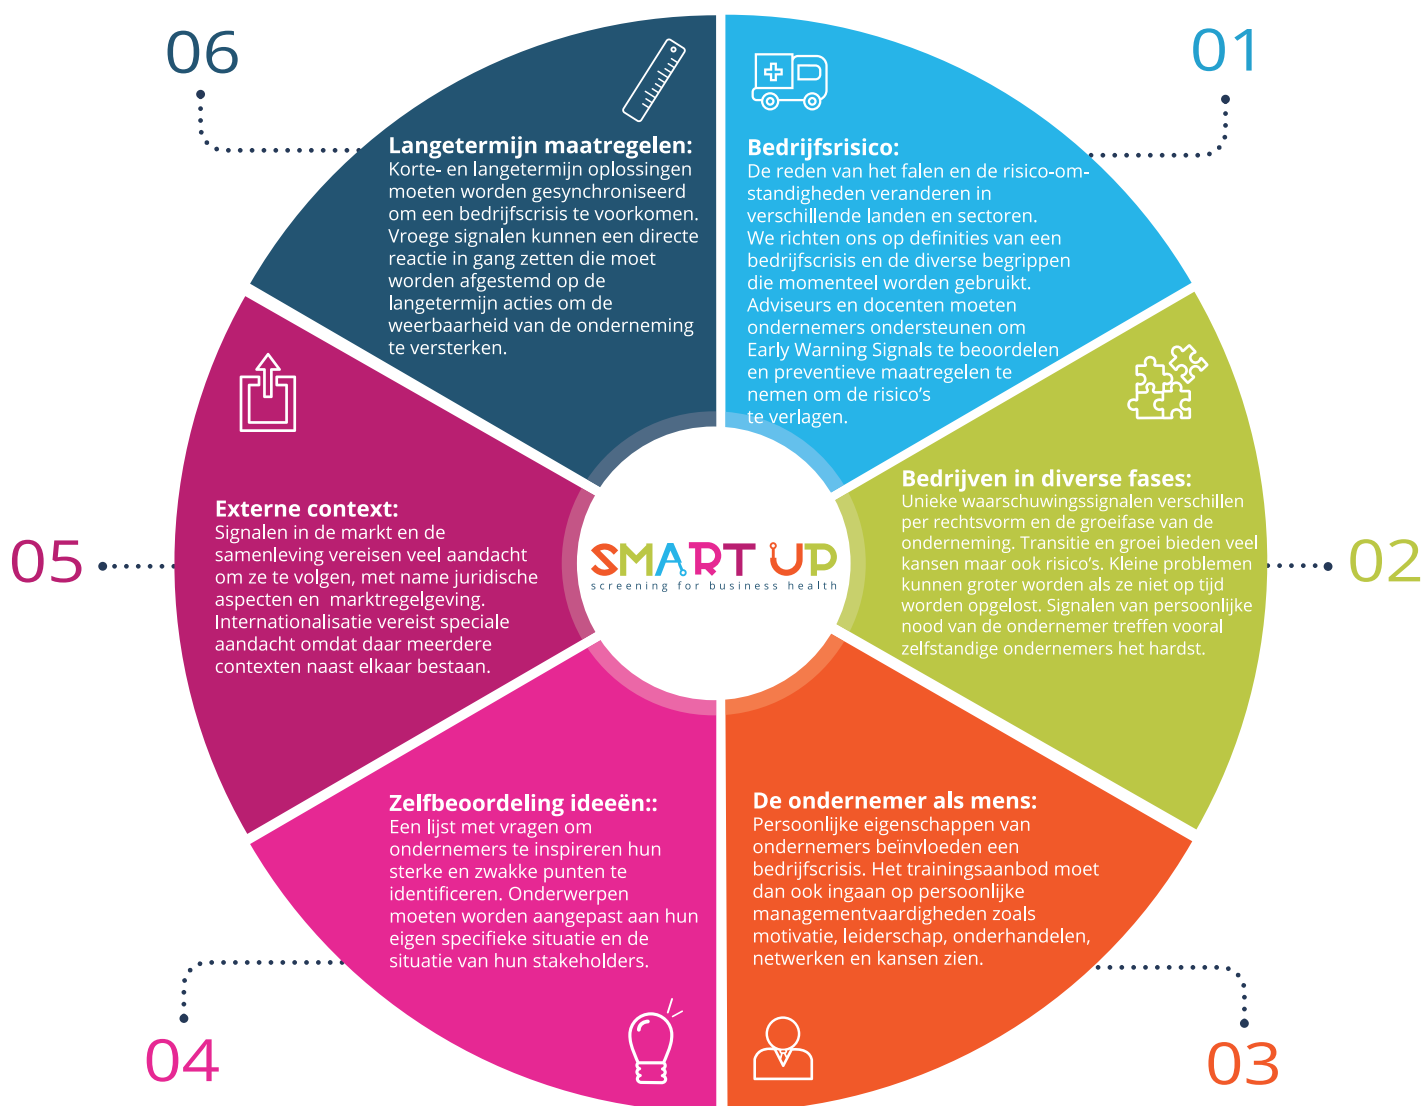 01
Bedrijfsrisico:
De reden van het falen en de risico-om-
standigheden veranderen in
verschillende landen en sectoren.
We richten ons op definities van een
bedrijfscrisis en de diverse begrippen
die momenteel worden gebruikt.
Adviseurs en docenten moeten
ondernemers ondersteunen om
Early Warning Signals te beoordelen
en preventieve maatregelen te
nemen om de risico's
te verlagen.
02
Bedrijven in diverse fases:
Unieke waarschuwingssignalen verschillen
per rechtsvorm en de groeifase van de
onderneming. Transitie en groei bieden veel
kansen maar ook risico's. Kleine problemen
kunnen groter worden als ze niet op tijd
worden opgelost. Signalen van persoonlijke
nood van de ondernemer treffen vooral
zelfstandige ondernemers het hardst.
03
De ondernemer als mens:
Persoonlijke eigenschappen van
ondernemers beïnvloeden een
bedrijfscrisis. Het trainingsaanbod moet
dan ook ingaan op persoonlijke
managementvaardigheden zoals
motivatie, leiderschap, onderhandelen,
netwerken en kansen zien.
04
Zelfbeoordeling ideeën::
Een lijst met vragen om
ondernemers te inspireren hun
sterke en zwakke punten te
identificeren. Onderwerpen
moeten worden aangepast aan hun
eigen specifieke situatie en de
situatie van hun stakeholders.
05
Externe context:
Signalen in de markt en de
samenleving vereisen veel aandacht
om ze te volgen, met name juridische
aspecten en marktregelgeving.
Internationalisatie vereist speciale
aandacht omdat daar meerdere
contexten naast elkaar bestaan.
06
Langetermijn maatregelen:
Korte- en langetermijn oplossingen
moeten worden gesynchroniseerd
om een bedrijfscrisis te voorkomen.
Vroege signalen kunnen een directe
reactie in gang zetten die moet
worden afgestemd op de
langetermijn acties om de
weerbaarheid van de onderneming
te versterken.
SMART UP
screening for business health